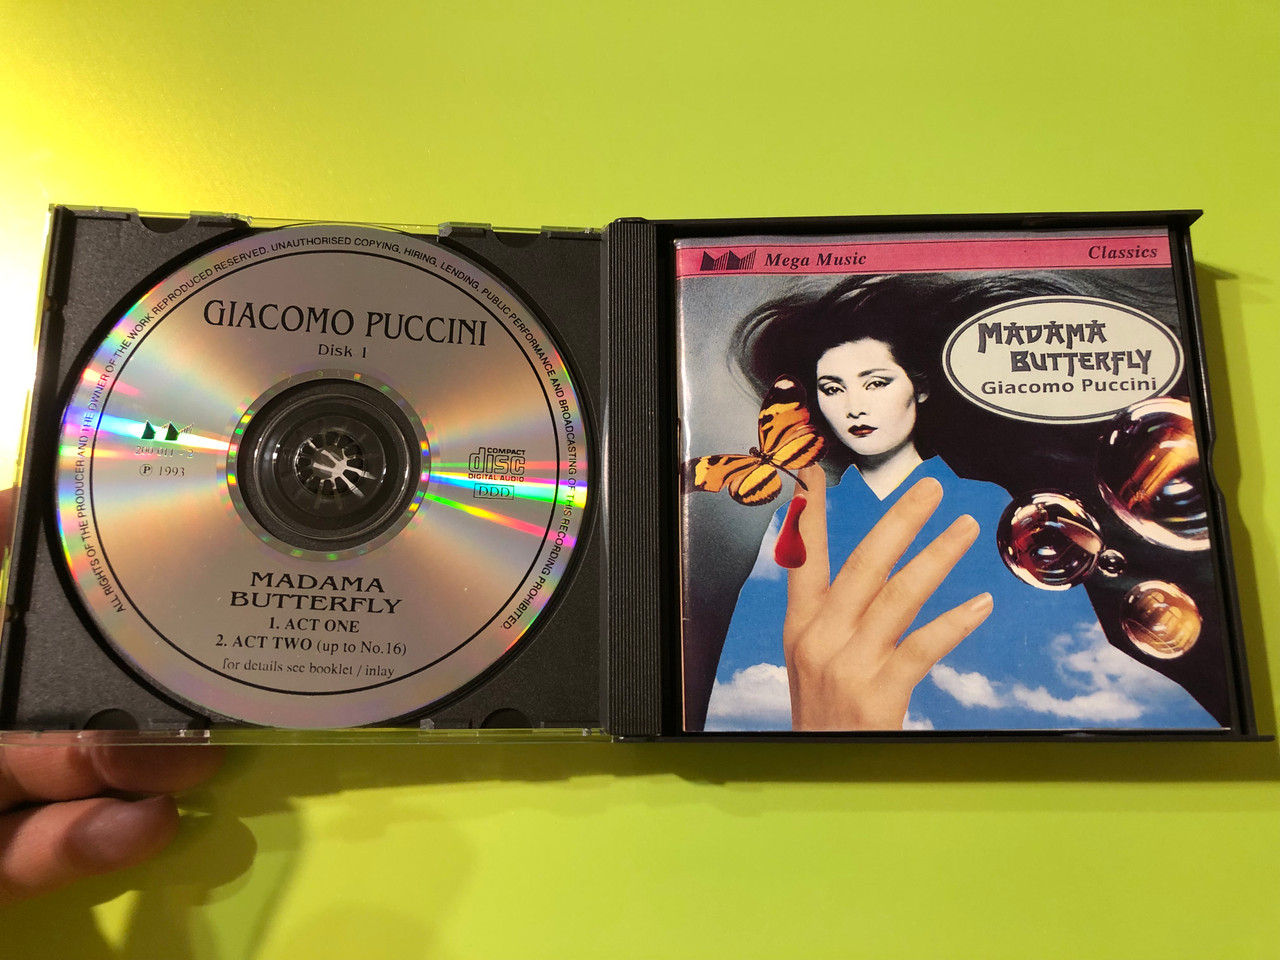 ALL RIGHTS OF THE PRODUCER AND THE OWNER OF THE WORK REPRODUCED RESERVED. UNAUTHORISED COPYING, HIRING, LENDING, PUBLIC PERFORMANCE AND BROADCASTING OF THIS RECORDING PROHIBITED.
GIACOMO PUCCINI
Disk 1
200 011 - 2
℗ 1993
COMPACT
disc
DIGITAL AUDIO
DDD
MADAMA
BUTTERFLY
1. ACT ONE
2. ACT TWO (up to No.16)
for details see booklet / inlay
Mega Music
Classics
MADAMA
BUTTERFLY
Giacomo Puccini